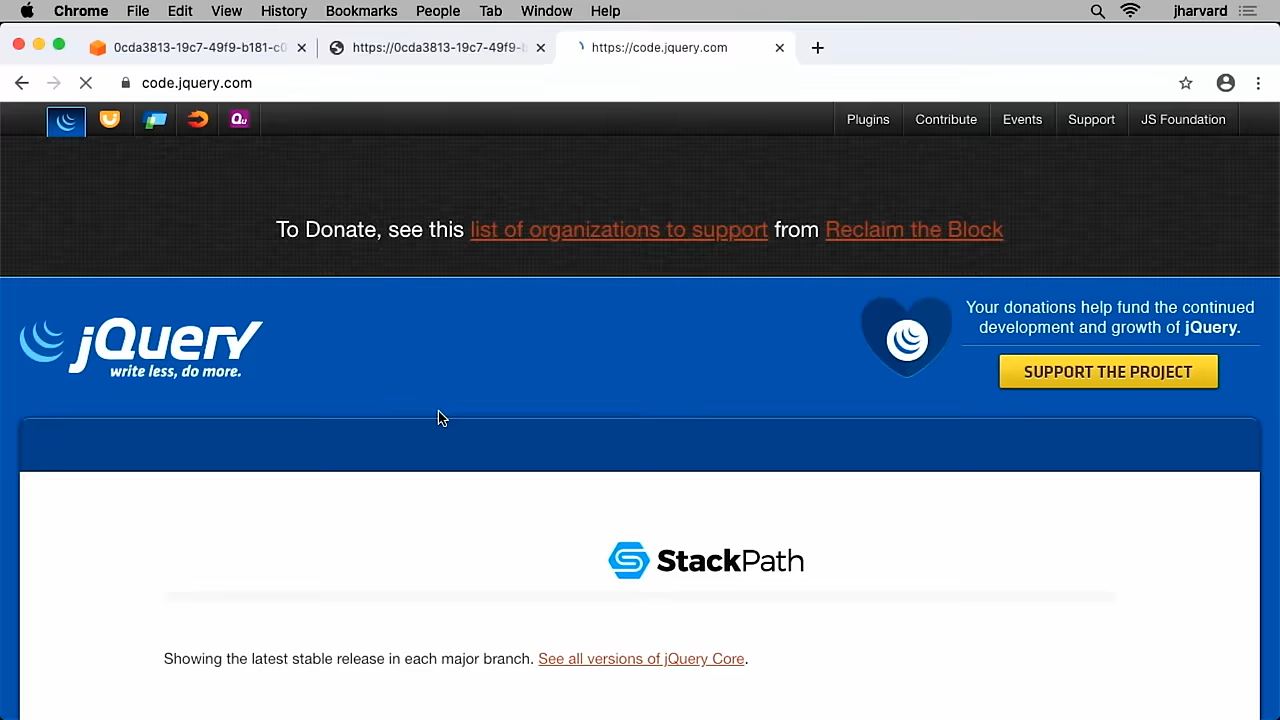 Chrome File Edit View History Bookmarks People Tab Window Help jharvard
0cda3813-19c7-49f9-b181-c0 https://0cda3813-19c7-49f9-b https://code.jquery.com
code.jquery.com
Qu Plugins Contribute Events Support JS Foundation
To Donate, see this list of organizations to support from Reclaim the Block
jQuery
write less, do more.
Your donations help fund the continued
development and growth of jQuery.
SUPPORT THE PROJECT
StackPath
Showing the latest stable release in each major branch. See all versions of jQuery Core.